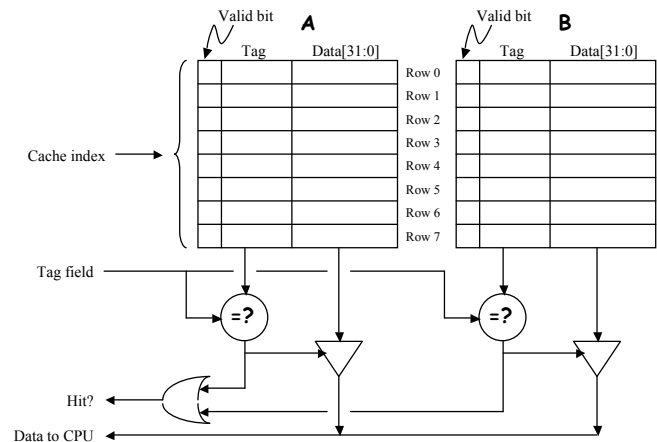 Valid bit
A
Valid bit
B
Tag
Data[31:0]
Tag
Data[31:0]
Row 0
Row 1
Row 2
Row 3
Row 4
Row 5
Row 6
Row 7
Cache index
Tag field
=?
=?
Hit?
Data to CPU